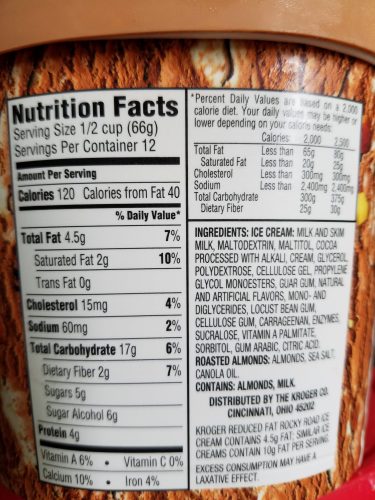 Nutrition Facts
Serving Size 1/2 cup (66g)
Servings Per Container 12
Amount Per Serving
Calories 120 Calories from Fat 40
% Daily Value*
Total Fat 4.5g 7%
Saturated Fat 2g 10%
Trans Fat 0g
Cholesterol 15mg 4%
Sodium 60mg 2%
Total Carbohydrate 17g 6%
Dietary Fiber 2g 7%
Sugars 5g
Sugar Alcohol 6g
Protein 4g
Vitamin A 6% • Vitamin C 0%
Calcium 10% • Iron 4%
*Percent Daily Values are based on a 2,000
calorie diet. Your daily values may be higher or
lower depending on your calorie needs:
Calories: 2,000 2,500
Total Fat Less than 65g 80g
Saturated Fat Less than 20g 25g
Cholesterol Less than 300mg 300mg
Sodium Less than 2,400mg 2,400mg
Total Carbohydrate 300g 375g
Dietary Fiber 25g 30g
INGREDIENTS: ICE CREAM: MILK AND SKIM
MILK, MALTODEXTRIN, MALTITOL, COCOA
PROCESSED WITH ALKALI, CREAM, GLYCEROL,
POLYDEXTROSE, CELLULOSE GEL, PROPYLENE
GLYCOL MONOESTERS, GUAR GUM, NATURAL
AND ARTIFICIAL FLAVORS, MONO- AND
DIGLYCERIDES, LOCUST BEAN GUM,
CELLULOSE GUM, CARRAGEENAN, ENZYMES,
SUCRALOSE, VITAMIN A PALMITATE,
SORBITOL, GUM ARABIC, CITRIC ACID.
ROASTED ALMONDS: ALMONDS, SEA SALT,
CANOLA OIL.
CONTAINS: ALMONDS, MILK.
DISTRIBUTED BY THE KROGER CO.
CINCINNATI, OHIO 45202
KROGER REDUCED FAT ROCKY ROAD ICE
CREAM CONTAINS 4.5g FAT: SIMILAR ICE
CREAMS CONTAIN 10g FAT PER SERVING.
EXCESS CONSUMPTION MAY HAVE A
LAXATIVE EFFECT.